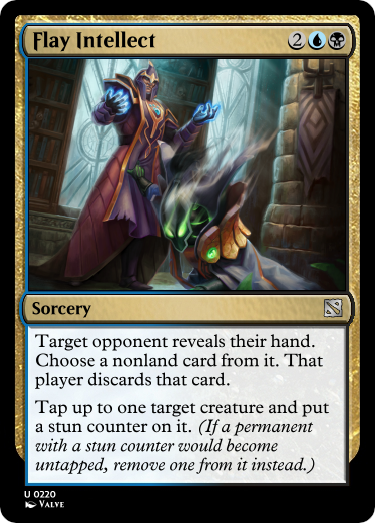 Flay Intellect 2
Sorcery
Target opponent reveals their hand.
Choose a nonland card from it. That
player discards that card.
Tap up to one target creature and put
a stun counter on it. (If a permanent
with a stun counter would become
untapped, remove one from it instead.)
U 0220
VALVE